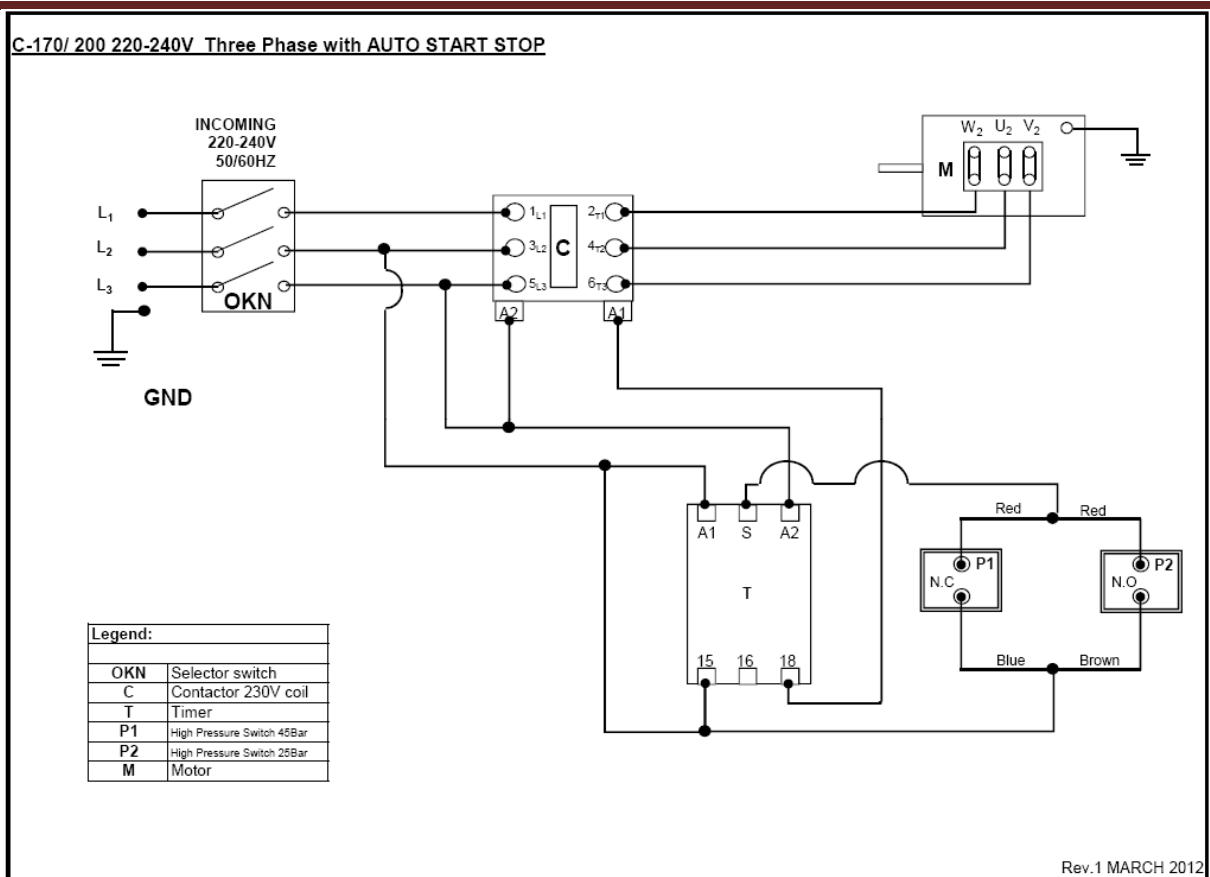 C-170/ 200 220-240V Three Phase with AUTO START STOP
INCOMING
220-240V
50/60HZ
L1
L2
L3
OKN
GND
1L1
3L2
5L3
C
2T1
4T2
6T3
A2
A1
M
W2 U2 V2
A1 S A2
T
15 16 18
Red Red
P1
N.C
P2
N.O
Blue Brown
Legend:
OKN Selector switch
C Contactor 230V coil
T Timer
P1 High Pressure Switch 45Bar
P2 High Pressure Switch 25Bar
M Motor
Rev.1 MARCH 2012